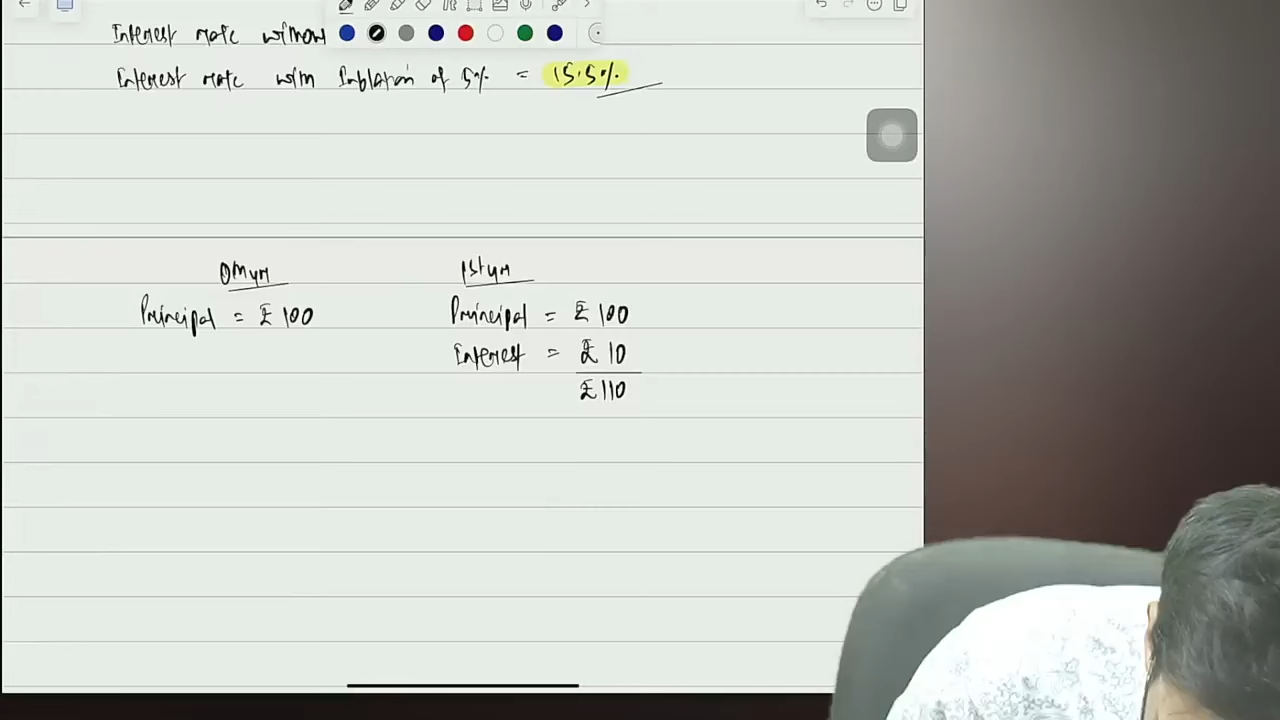 Interest rate without
Interest rate with Inflation of 5% = 15.5%
0th yr 1st yr
Principal = £ 100 Principal = £ 100
Interest = £ 10
£ 110